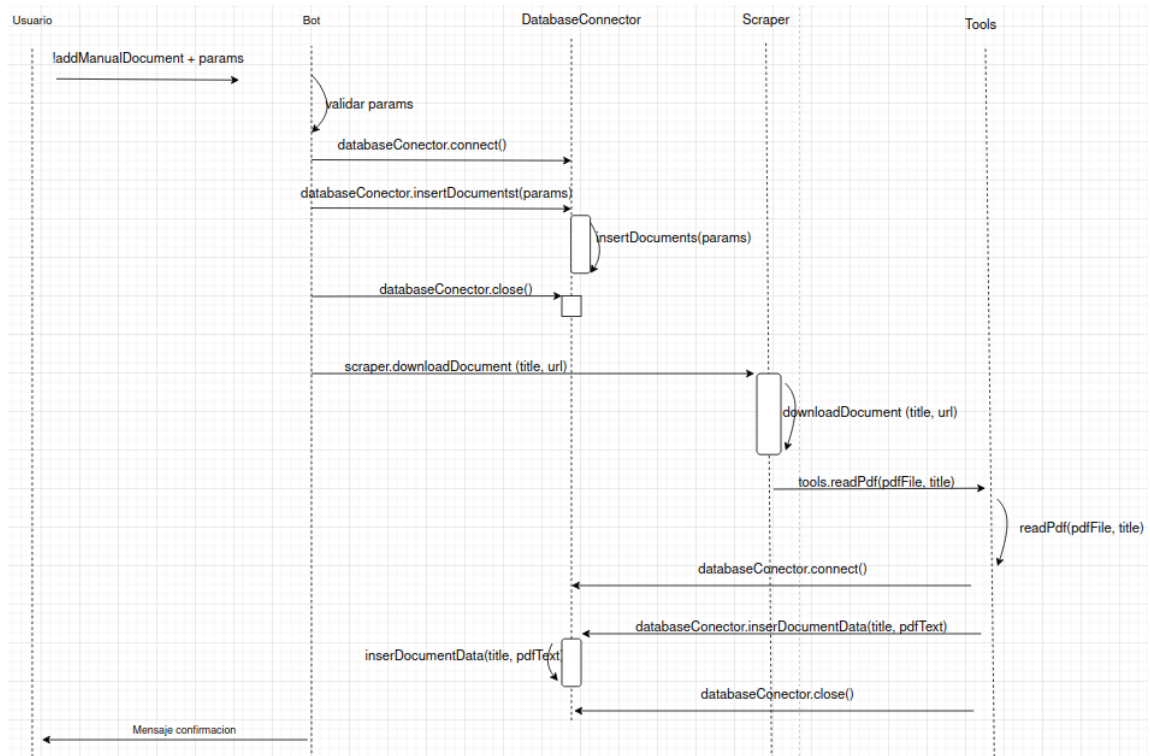 Usuario
Bot
DatabaseConnector
Scraper
Tools
!addManualDocument + params
validar params
databaseConector.connect()
databaseConector.insertDocumentst(params)
insertDocuments(params)
databaseConector.close()
scraper.downloadDocument (title, url)
downloadDocument (title, url)
tools.readPdf(pdfFile, title)
readPdf(pdfFile, title)
databaseConector.connect()
databaseConector.inserDocumentData(title, pdfText)
inserDocumentData(title, pdfText)
databaseConector.close()
Mensaje confirmacion